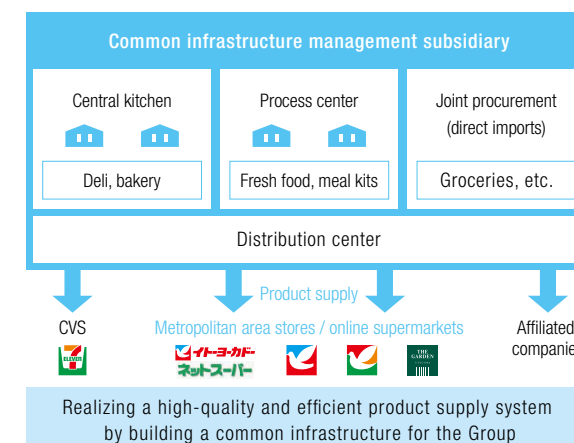 Common infrastructure management subsidiary
Central kitchen
Process center
Joint procurement
(direct imports)
Deli, bakery
Fresh food, meal kits
Groceries, etc.
Distribution center
Product supply
CVS
Metropolitan area stores / online supermarkets
Affiliated
companie
ELEVEN
イトーヨーカドー
ネットスーパー
THE
GARDEN
Realizing a high-quality and efficient product supply system
by building a common infrastructure for the Group